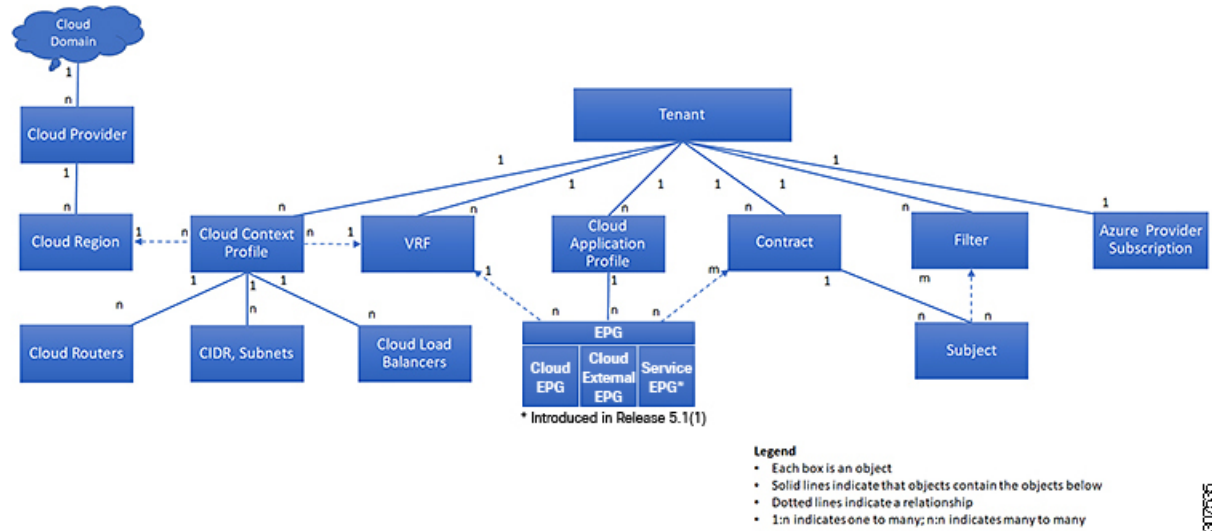 Cloud
Domain
1
n
Cloud Provider
1
n
Cloud Region
Tenant
1
1
1
1
1
1
1
n
n
n
n
n
1
1
n
Cloud Context
Profile
n
1
VRF
Cloud
Application
Profile
Contract
Filter
Azure Provider
Subscription
1
1
1
1
1
m
1
m
n
n
n
n
n
n
n
n
Cloud Routers
CIDR, Subnets
Cloud Load
Balancers
EPG
Cloud
EPG
Cloud
External
EPG
Service
EPG*
Subject
* Introduced in Release 5.1(1)
Legend
• Each box is an object
• Solid lines indicate that objects contain the objects below
• Dotted lines indicate a relationship
• 1:n indicates one to many; n:n indicates many to many